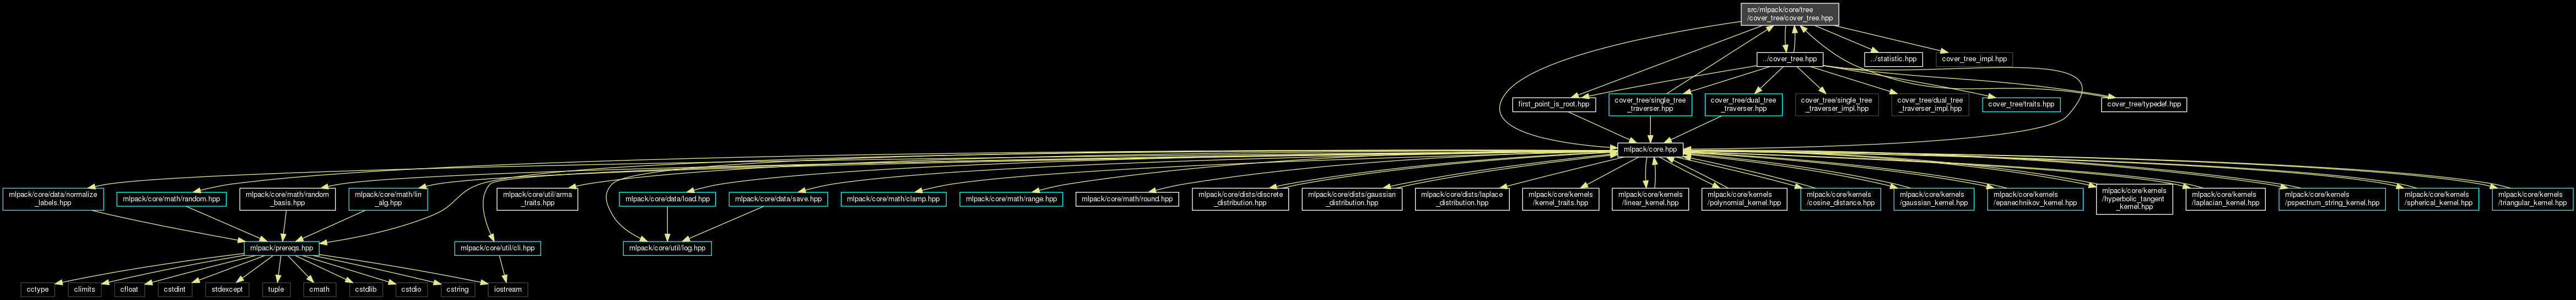 src/mlpack/core/tree
/cover_tree/cover_tree.hpp
../cover_tree.hpp
../statistic.hpp
cover_tree_impl.hpp
first_point_is_root.hpp
cover_tree/single_tree
_traverser.hpp
cover_tree/dual_tree
_traverser.hpp
cover_tree/single_tree
_traverser_impl.hpp
cover_tree/dual_tree
_traverser_impl.hpp
cover_tree/traits.hpp
cover_tree/typedef.hpp
mlpack/core.hpp
mlpack/core/data/normalize
_labels.hpp
mlpack/core/math/random.hpp
mlpack/core/math/random
_basis.hpp
mlpack/core/math/lin
_alg.hpp
mlpack/core/util/arma
_traits.hpp
mlpack/core/data/load.hpp
mlpack/core/data/save.hpp
mlpack/core/math/clamp.hpp
mlpack/core/math/range.hpp
mlpack/core/math/round.hpp
mlpack/core/dists/discrete
_distribution.hpp
mlpack/core/dists/gaussian
_distribution.hpp
mlpack/core/dists/laplace
_distribution.hpp
mlpack/core/kernels
/kernel_traits.hpp
mlpack/core/kernels
/linear_kernel.hpp
mlpack/core/kernels
/polynomial_kernel.hpp
mlpack/core/kernels
/cosine_distance.hpp
mlpack/core/kernels
/gaussian_kernel.hpp
mlpack/core/kernels
/epanechnikov_kernel.hpp
mlpack/core/kernels
/hyperbolic_tangent
_kernel.hpp
mlpack/core/kernels
/laplacian_kernel.hpp
mlpack/core/kernels
/pspectrum_string_kernel.hpp
mlpack/core/kernels
/spherical_kernel.hpp
mlpack/core/kernels
/triangular_kernel.hpp
mlpack/prereqs.hpp
mlpack/core/util/cli.hpp
mlpack/core/util/log.hpp
cctype
climits
cfloat
cstdint
stdexcept
tuple
cmath
cstdlib
cstdio
cstring
iostream